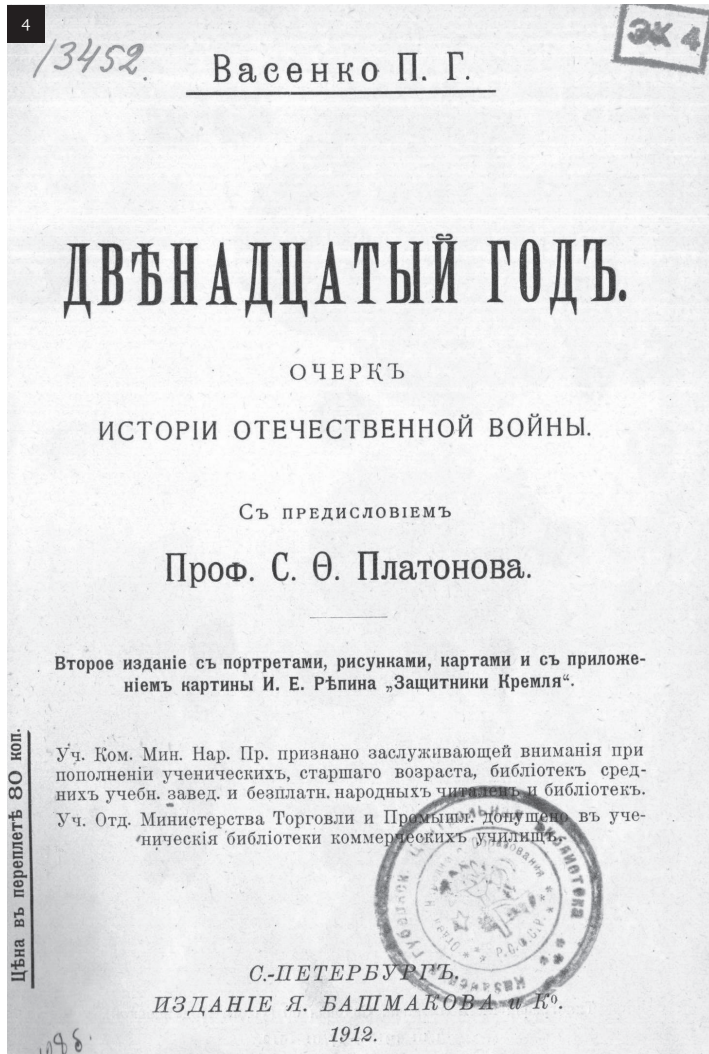 4
13452.
ЭК 4
Васенко П. Г.
ДВѢНАДЦАТЫЙ ГОДЪ.
ОЧЕРКЪ
ИСТОРІИ ОТЕЧЕСТВЕННОЙ ВОЙНЫ.
Съ предисловіемъ
Проф. С. Ѳ. Платонова.
Второе изданіе съ портретами, рисунками, картами и съ приложе-
ніемъ картины И. Е. Рѣпина „Защитники Кремля“.
Уч. Ком. Мин. Нар. Пр. признано заслуживающей вниманія при
пополненіи ученическихъ, старшаго возраста, библіотекъ сред-
нихъ учебн. завед. и безплатн. народныхъ читаленъ и библіотекъ.
Уч. Отд. Министерства Торговли и Промышл. допущено въ уче-
ническія библіотеки коммерческихъ училищъ.
Цѣна въ переплетѣ 80 коп.
библиотека
Образования
Р.С.Ф.С.Р.
С.-ПЕТЕРБУРГЪ.
ИЗДАНІЕ Я. БАШМАКОВА и Кº.
1912.